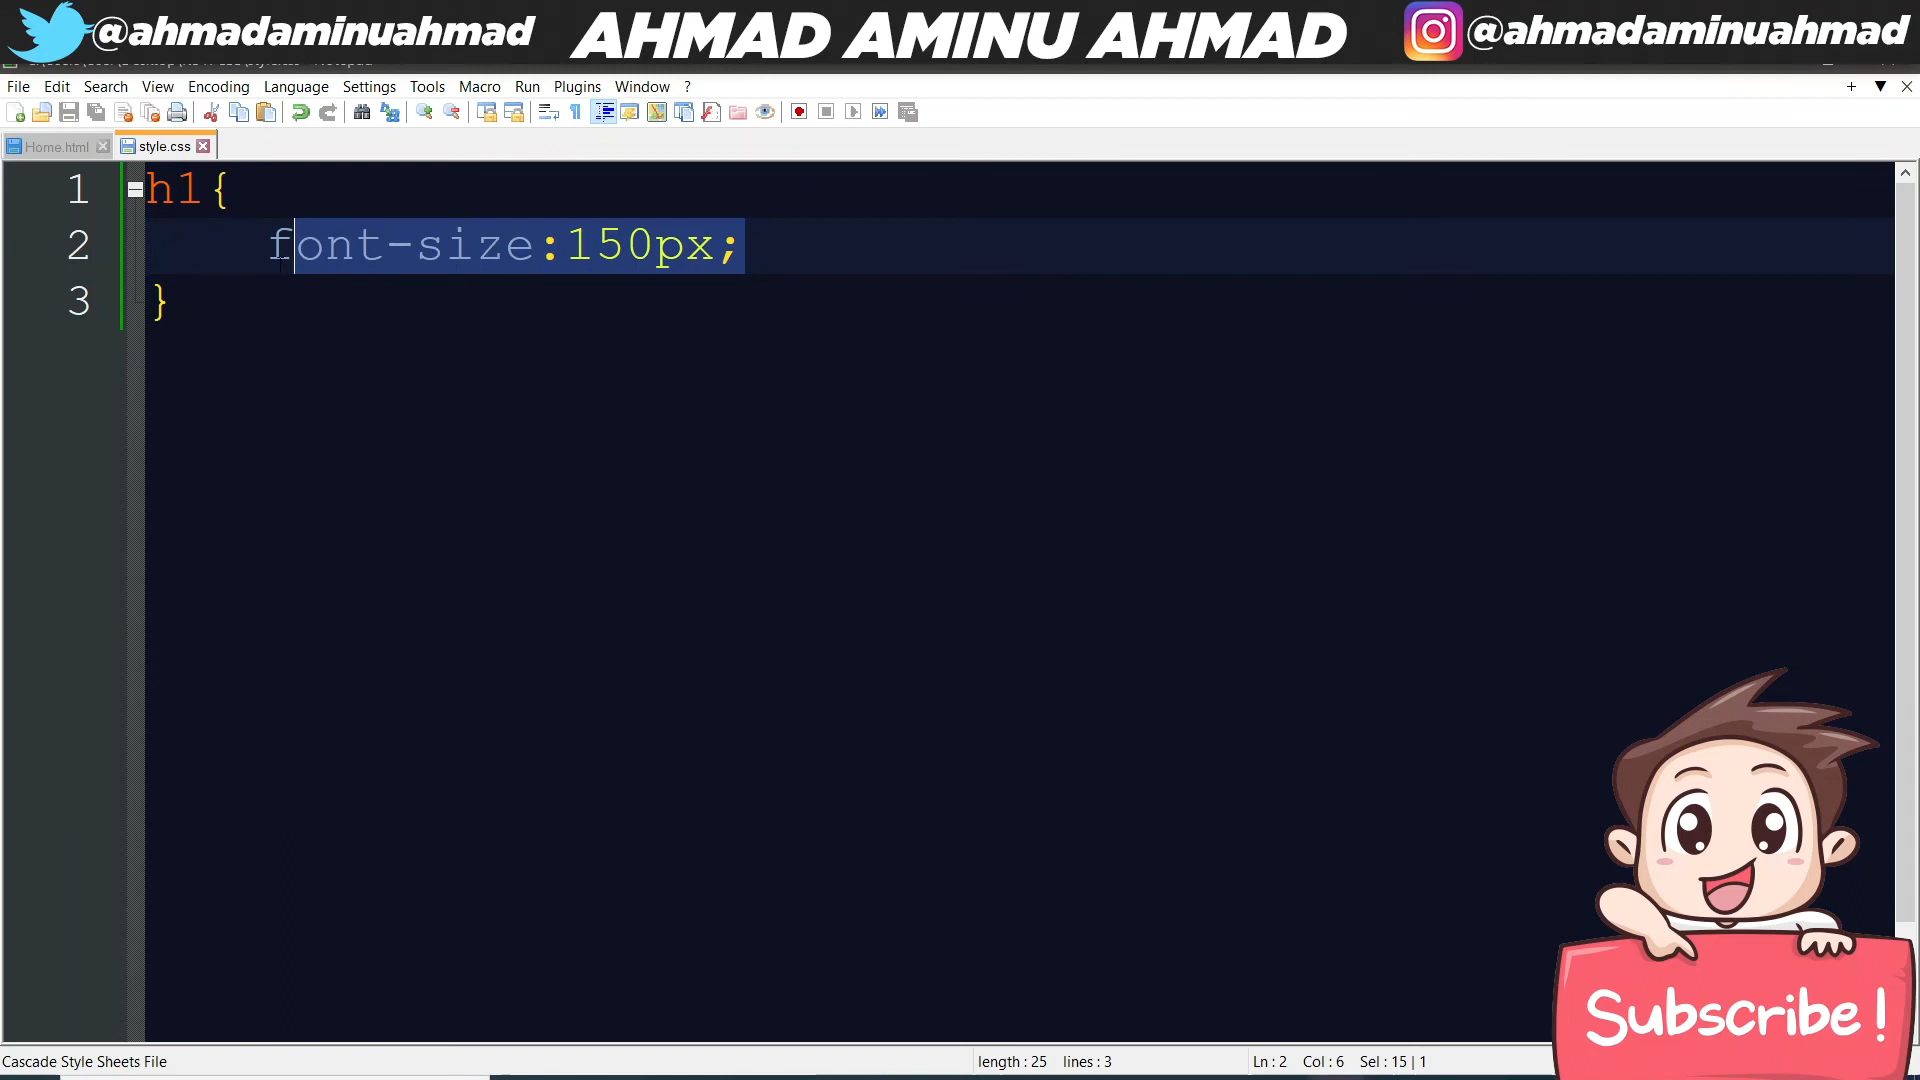 @ahmadaminuahmad AHMAD AMINU AHMAD @ahmadaminuahmad
File Edit Search View Encoding Language Settings Tools Macro Run Plugins Window ?
Home.html style.css
1 h1{
2 font-size:150px;
3 }
Subscribe!
Cascade Style Sheets File length : 25 lines : 3 Ln : 2 Col : 6 Sel : 15 | 1